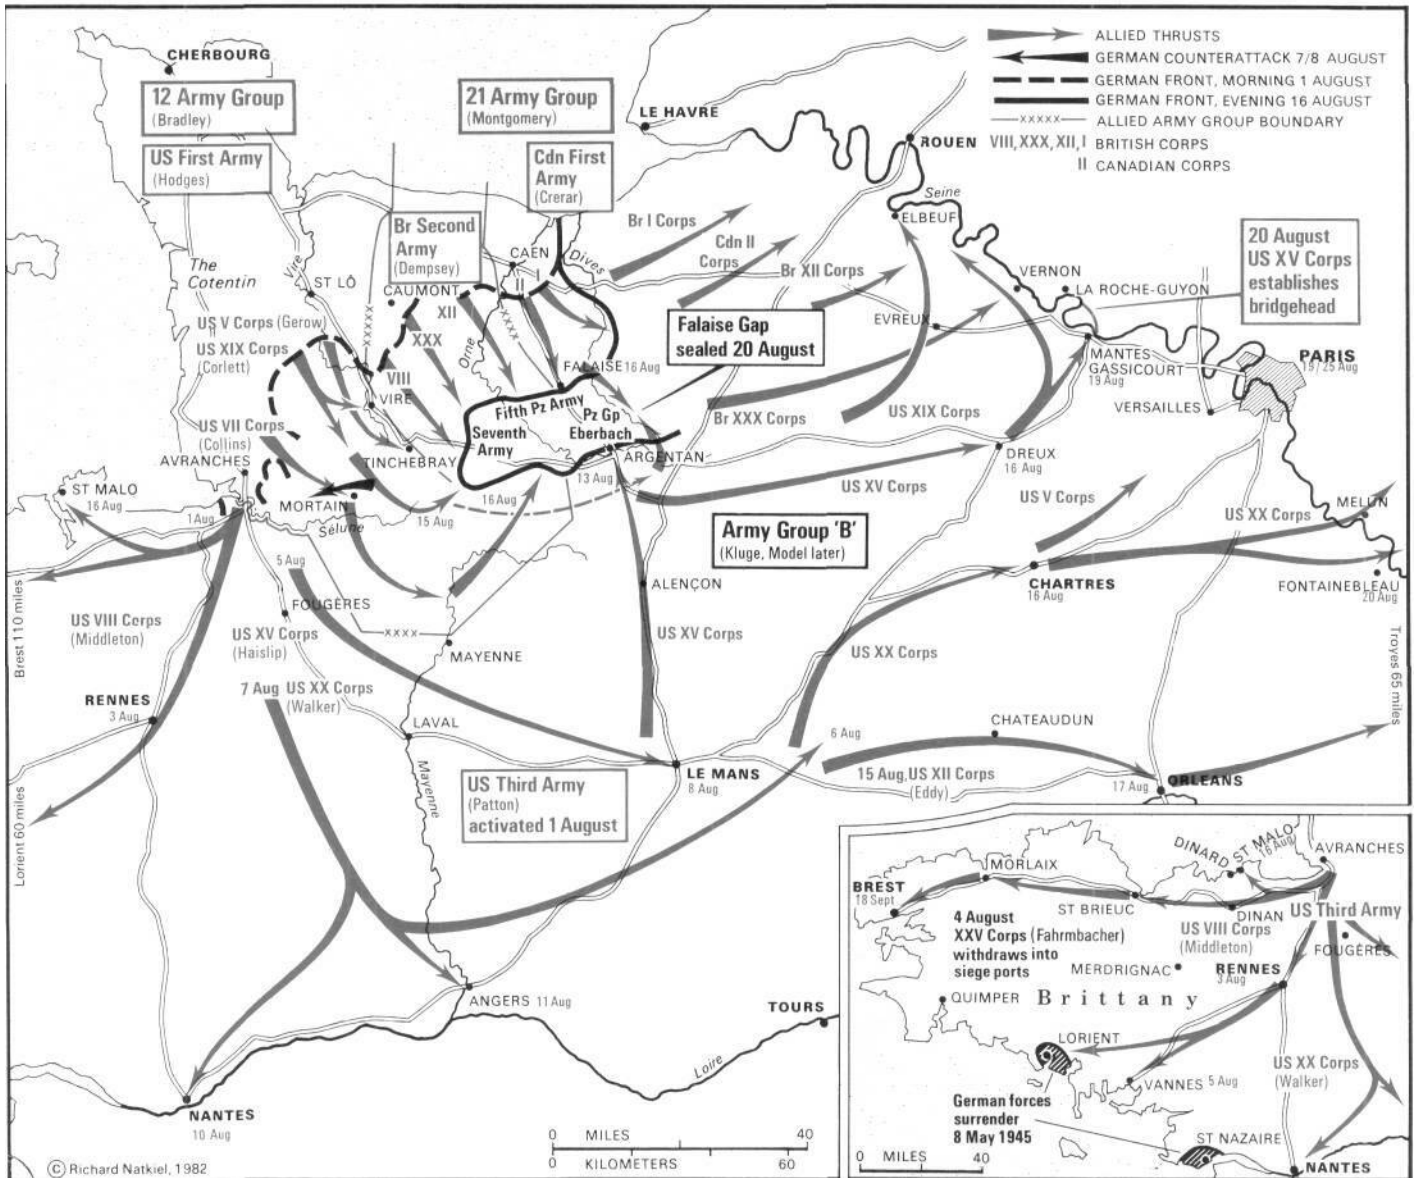 CHERBOURG
12 Army Group
(Bradley)
US First Army
(Hodges)
21 Army Group
(Montgomery)
Cdn First
Army
(Crerar)
Br Second
Army
(Dempsey)
LE HAVRE
ROUEN
ALLIED THRUSTS
GERMAN COUNTERATTACK 7/8 AUGUST
GERMAN FRONT, MORNING 1 AUGUST
GERMAN FRONT, EVENING 16 AUGUST
xxxxx
ALLIED ARMY GROUP BOUNDARY
VIII, XXX, XII, I BRITISH CORPS
II CANADIAN CORPS
Seine
ELBEUF
20 August
US XV Corps
establishes
bridgehead
Br I Corps
Cdn II
Corps
Br XII Corps
The
Cotentin
Vire
ST LÔ
CAUMONT
CAEN
Dives
I
II
XII
XXX
VIII
xxxxx
xxxxx
Orne
VERNON
LA ROCHE-GUYON
EVREUX
MANTES
GASSICOURT
19 Aug
PARIS
19/25 Aug
VERSAILLES
US V Corps (Gerow)
US XIX Corps
(Corlett)
US VII Corps
(Collins)
AVRANCHES
VIRE
TINCHEBRAY
FALAISE 16 Aug
Falaise Gap
sealed 20 August
Fifth Pz Army
Seventh
Army
Pz Gp
Eberbach
ARGENTAN
13 Aug
16 Aug
15 Aug
Br XXX Corps
US XIX Corps
DREUX
16 Aug
US XV Corps
US V Corps
US XX Corps
MELUN
ST MALO
16 Aug
1 Aug
MORTAIN
Sélune
Army Group 'B'
(Kluge, Model later)
CHARTRES
16 Aug
FONTAINEBLEAU
20 Aug
5 Aug
FOUGÈRES
ALENÇON
Brest 110 miles
US VIII Corps
(Middleton)
US XV Corps
(Haislip)
xxxx
MAYENNE
US XV Corps
US XX Corps
Troyes 65 miles
7 Aug US XX Corps
(Walker)
RENNES
3 Aug
LAVAL
Mayenne
CHATEAUDUN
6 Aug
LE MANS
8 Aug
15 Aug, US XII Corps
(Eddy)
ORLEANS
17 Aug
US Third Army
(Patton)
activated 1 August
Lorient 60 miles
ANGERS 11 Aug
TOURS
Loire
NANTES
10 Aug
0 MILES 40
0 KILOMETERS 60
© Richard Natkiel, 1982
DINARD
ST MALO
16 Aug
AVRANCHES
MORLAIX
BREST
18 Sept
ST BRIEUC
DINAN
US Third Army
US VIII Corps
(Middleton)
FOUGÈRES
4 August
XXV Corps (Fahrmbacher)
withdraws into
siege ports
MERDRIGNAC
RENNES
3 Aug
QUIMPER
Brittany
LORIENT
VANNES 5 Aug
US XX Corps
(Walker)
German forces
surrender
8 May 1945
ST NAZAIRE
NANTES
0 MILES 40